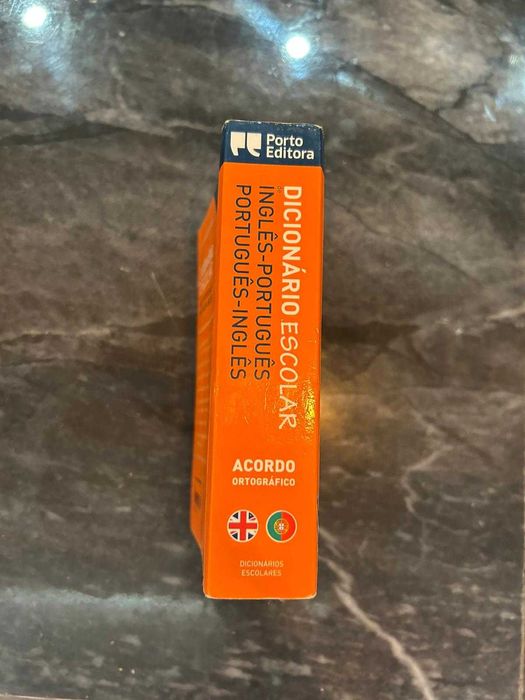 Porto
Editora
DICIONÁRIO ESCOLAR
INGLÊS-PORTUGUÊS
PORTUGUÊS-INGLÊS
ACORDO
ORTOGRÁFICO
DICIONÁRIOS
ESCOLARES